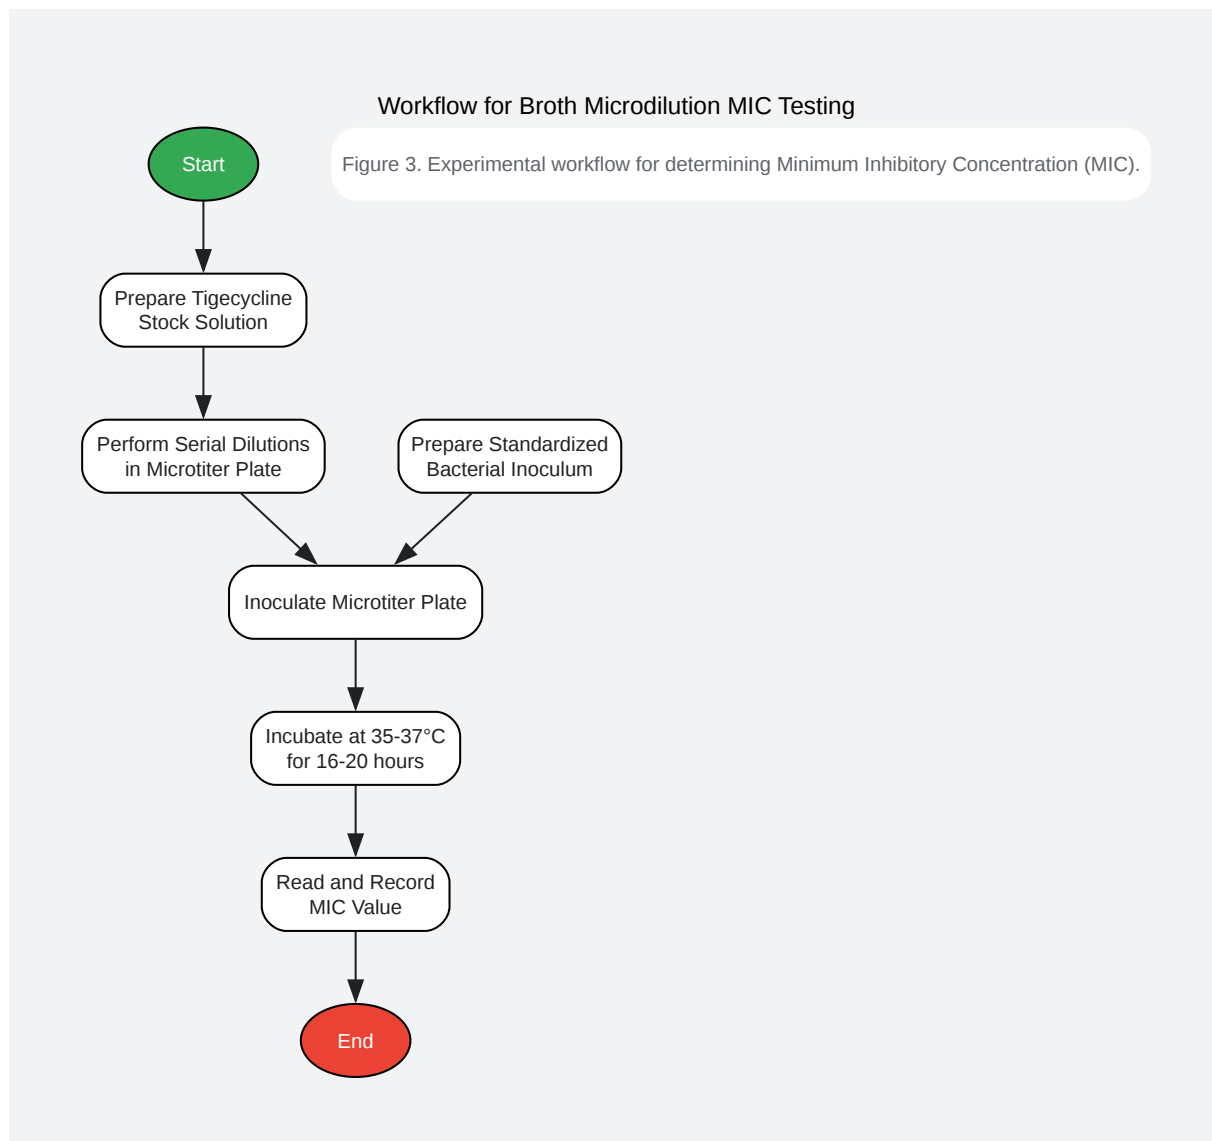 Workflow for Broth Microdilution MIC Testing
Start
Figure 3. Experimental workflow for determining Minimum Inhibitory Concentration (MIC).
Prepare Tigecycline
Stock Solution
Perform Serial Dilutions
in Microtiter Plate
Prepare Standardized
Bacterial Inoculum
Inoculate Microtiter Plate
Incubate at 35-37°C
for 16-20 hours
Read and Record
MIC Value
End